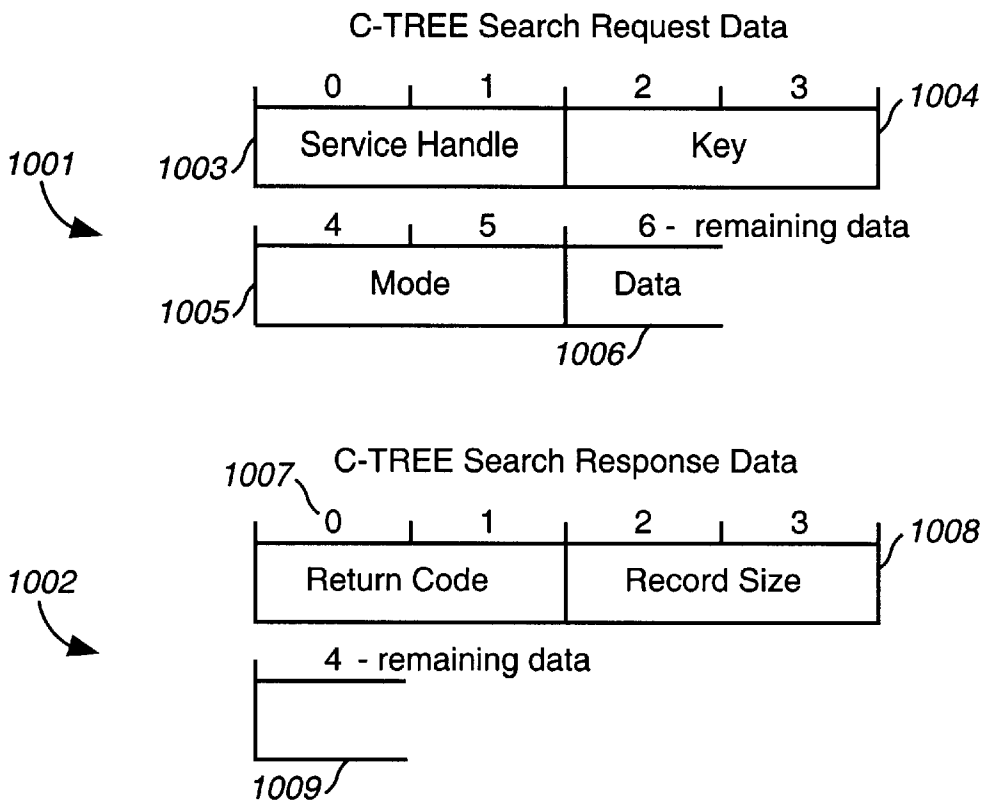 C-TREE Search Request Data
0 1 2 3 1004
Service Handle Key
1003
1001
4 5 6 - remaining data
Mode Data
1005
1006
C-TREE Search Response Data
1007
0 1 2 3
1008
Return Code Record Size
1002
4 - remaining data
1009